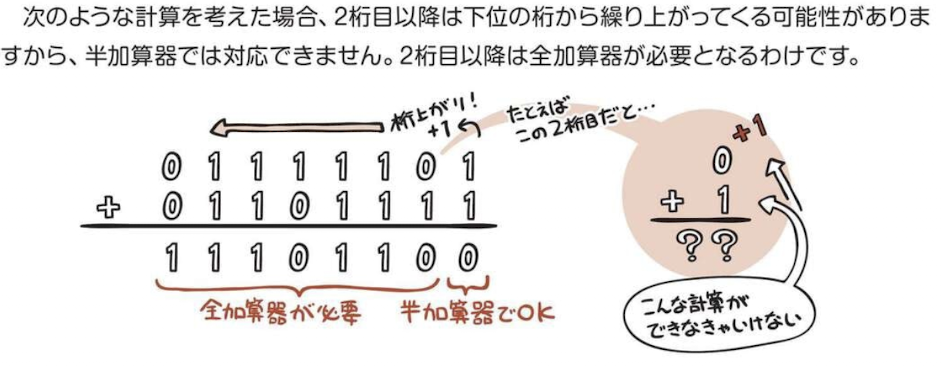 次のような計算を考えた場合、2桁目以降は下位の桁から繰り上がってくる可能性がありま
すから、半加算器では対応できません。2桁目以降は全加算器が必要となるわけです。
桁上がり!
+1
たとえば
この2桁目だと…
0 1 1 1 1 1 0 1
+ 0 1 1 0 1 1 1 1
1 1 1 0 1 1 0 0
全加算器が必要
半加算器でOK
+1
0
+ 1
? ?
こんな計算が
できなきゃいけない